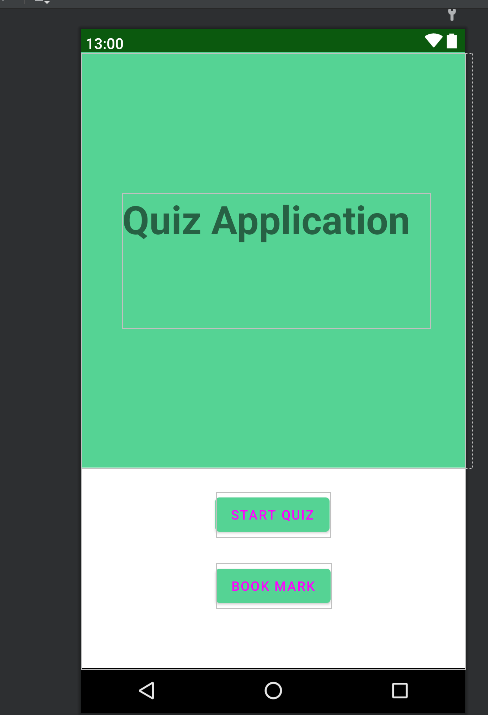 13:00
Quiz Application
START QUIZ
BOOK MARK